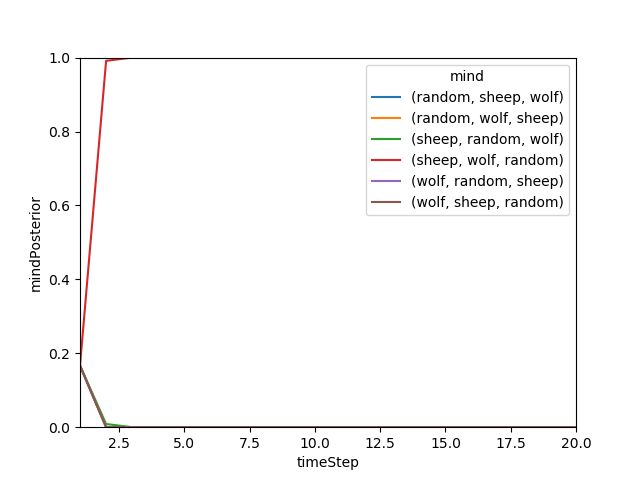 mind
(random, sheep, wolf)
(random, wolf, sheep)
(sheep, random, wolf)
(sheep, wolf, random)
(wolf, random, sheep)
(wolf, sheep, random)
mindPosterior
1.0
0.8
0.6
0.4
0.2
0.0
2.5 5.0 7.5 10.0 12.5 15.0 17.5 20.0
timeStep